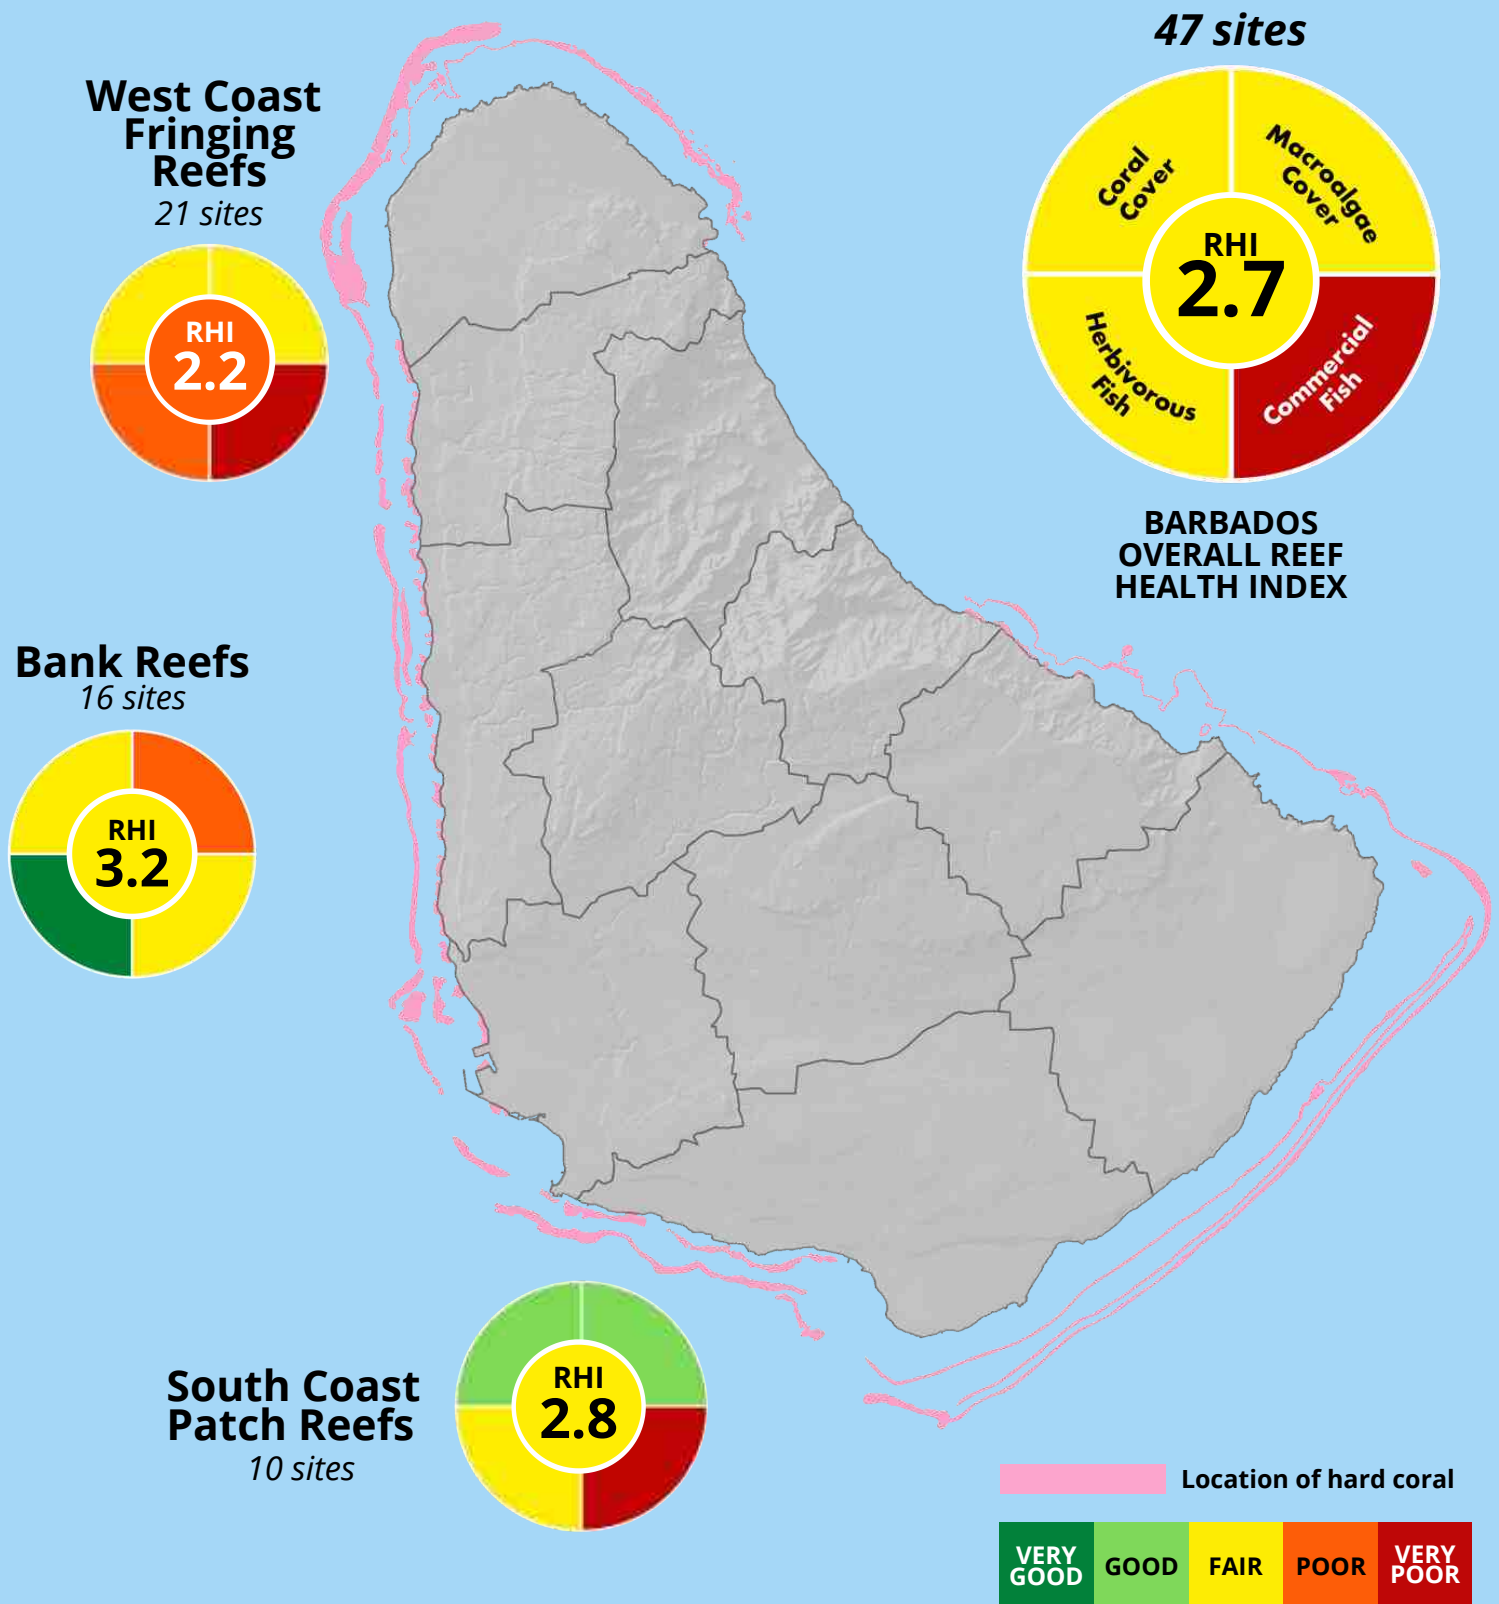 47 sites
Coral
Cover
Macroalgae
Cover
RHI
2.7
Herbivorous
Fish
Commercial
Fish
BARBADOS
OVERALL REEF
HEALTH INDEX
West Coast
Fringing
Reefs
21 sites
RHI
2.2
Bank Reefs
16 sites
RHI
3.2
South Coast
Patch Reefs
10 sites
RHI
2.8
Location of hard coral
VERY
GOOD
GOOD
FAIR
POOR
VERY
POOR